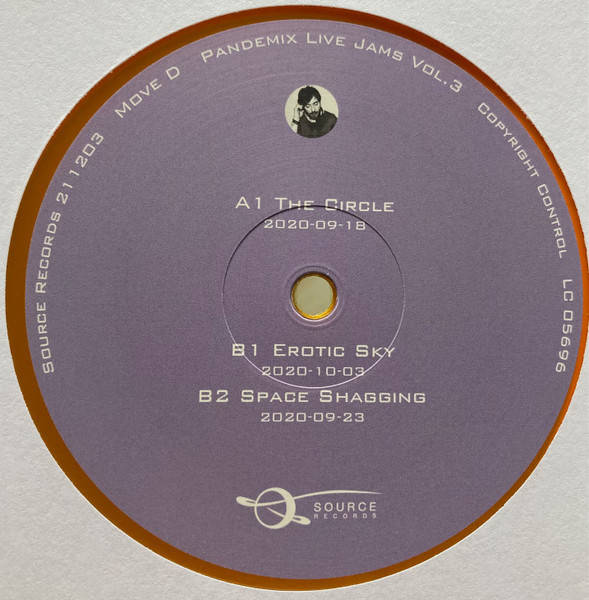 Source Records 211203 Move D Pandemix Live Jams Vol.3 Copyright Control LC 05696
A1 The Circle
2020-09-18
B1 Erotic Sky
2020-10-03
B2 Space Shagging
2020-09-23
SOURCE
RECORDS